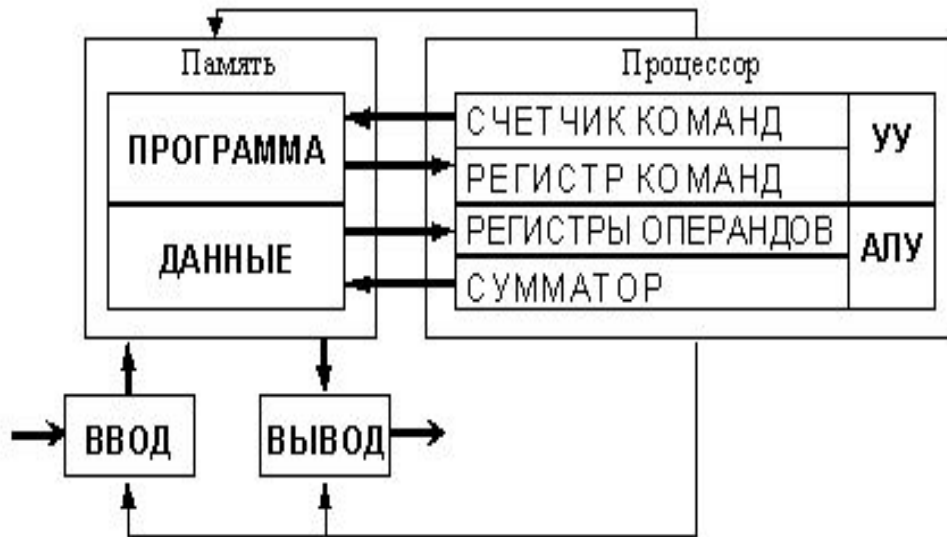 Память
Процессор
ПРОГРАММА
ДАННЫЕ
СЧЕТЧИК КОМАНД
РЕГИСТР КОМАНД
УУ
РЕГИСТРЫ ОПЕРАНДОВ
СУММАТОР
АЛУ
ВВОД
ВЫВОД